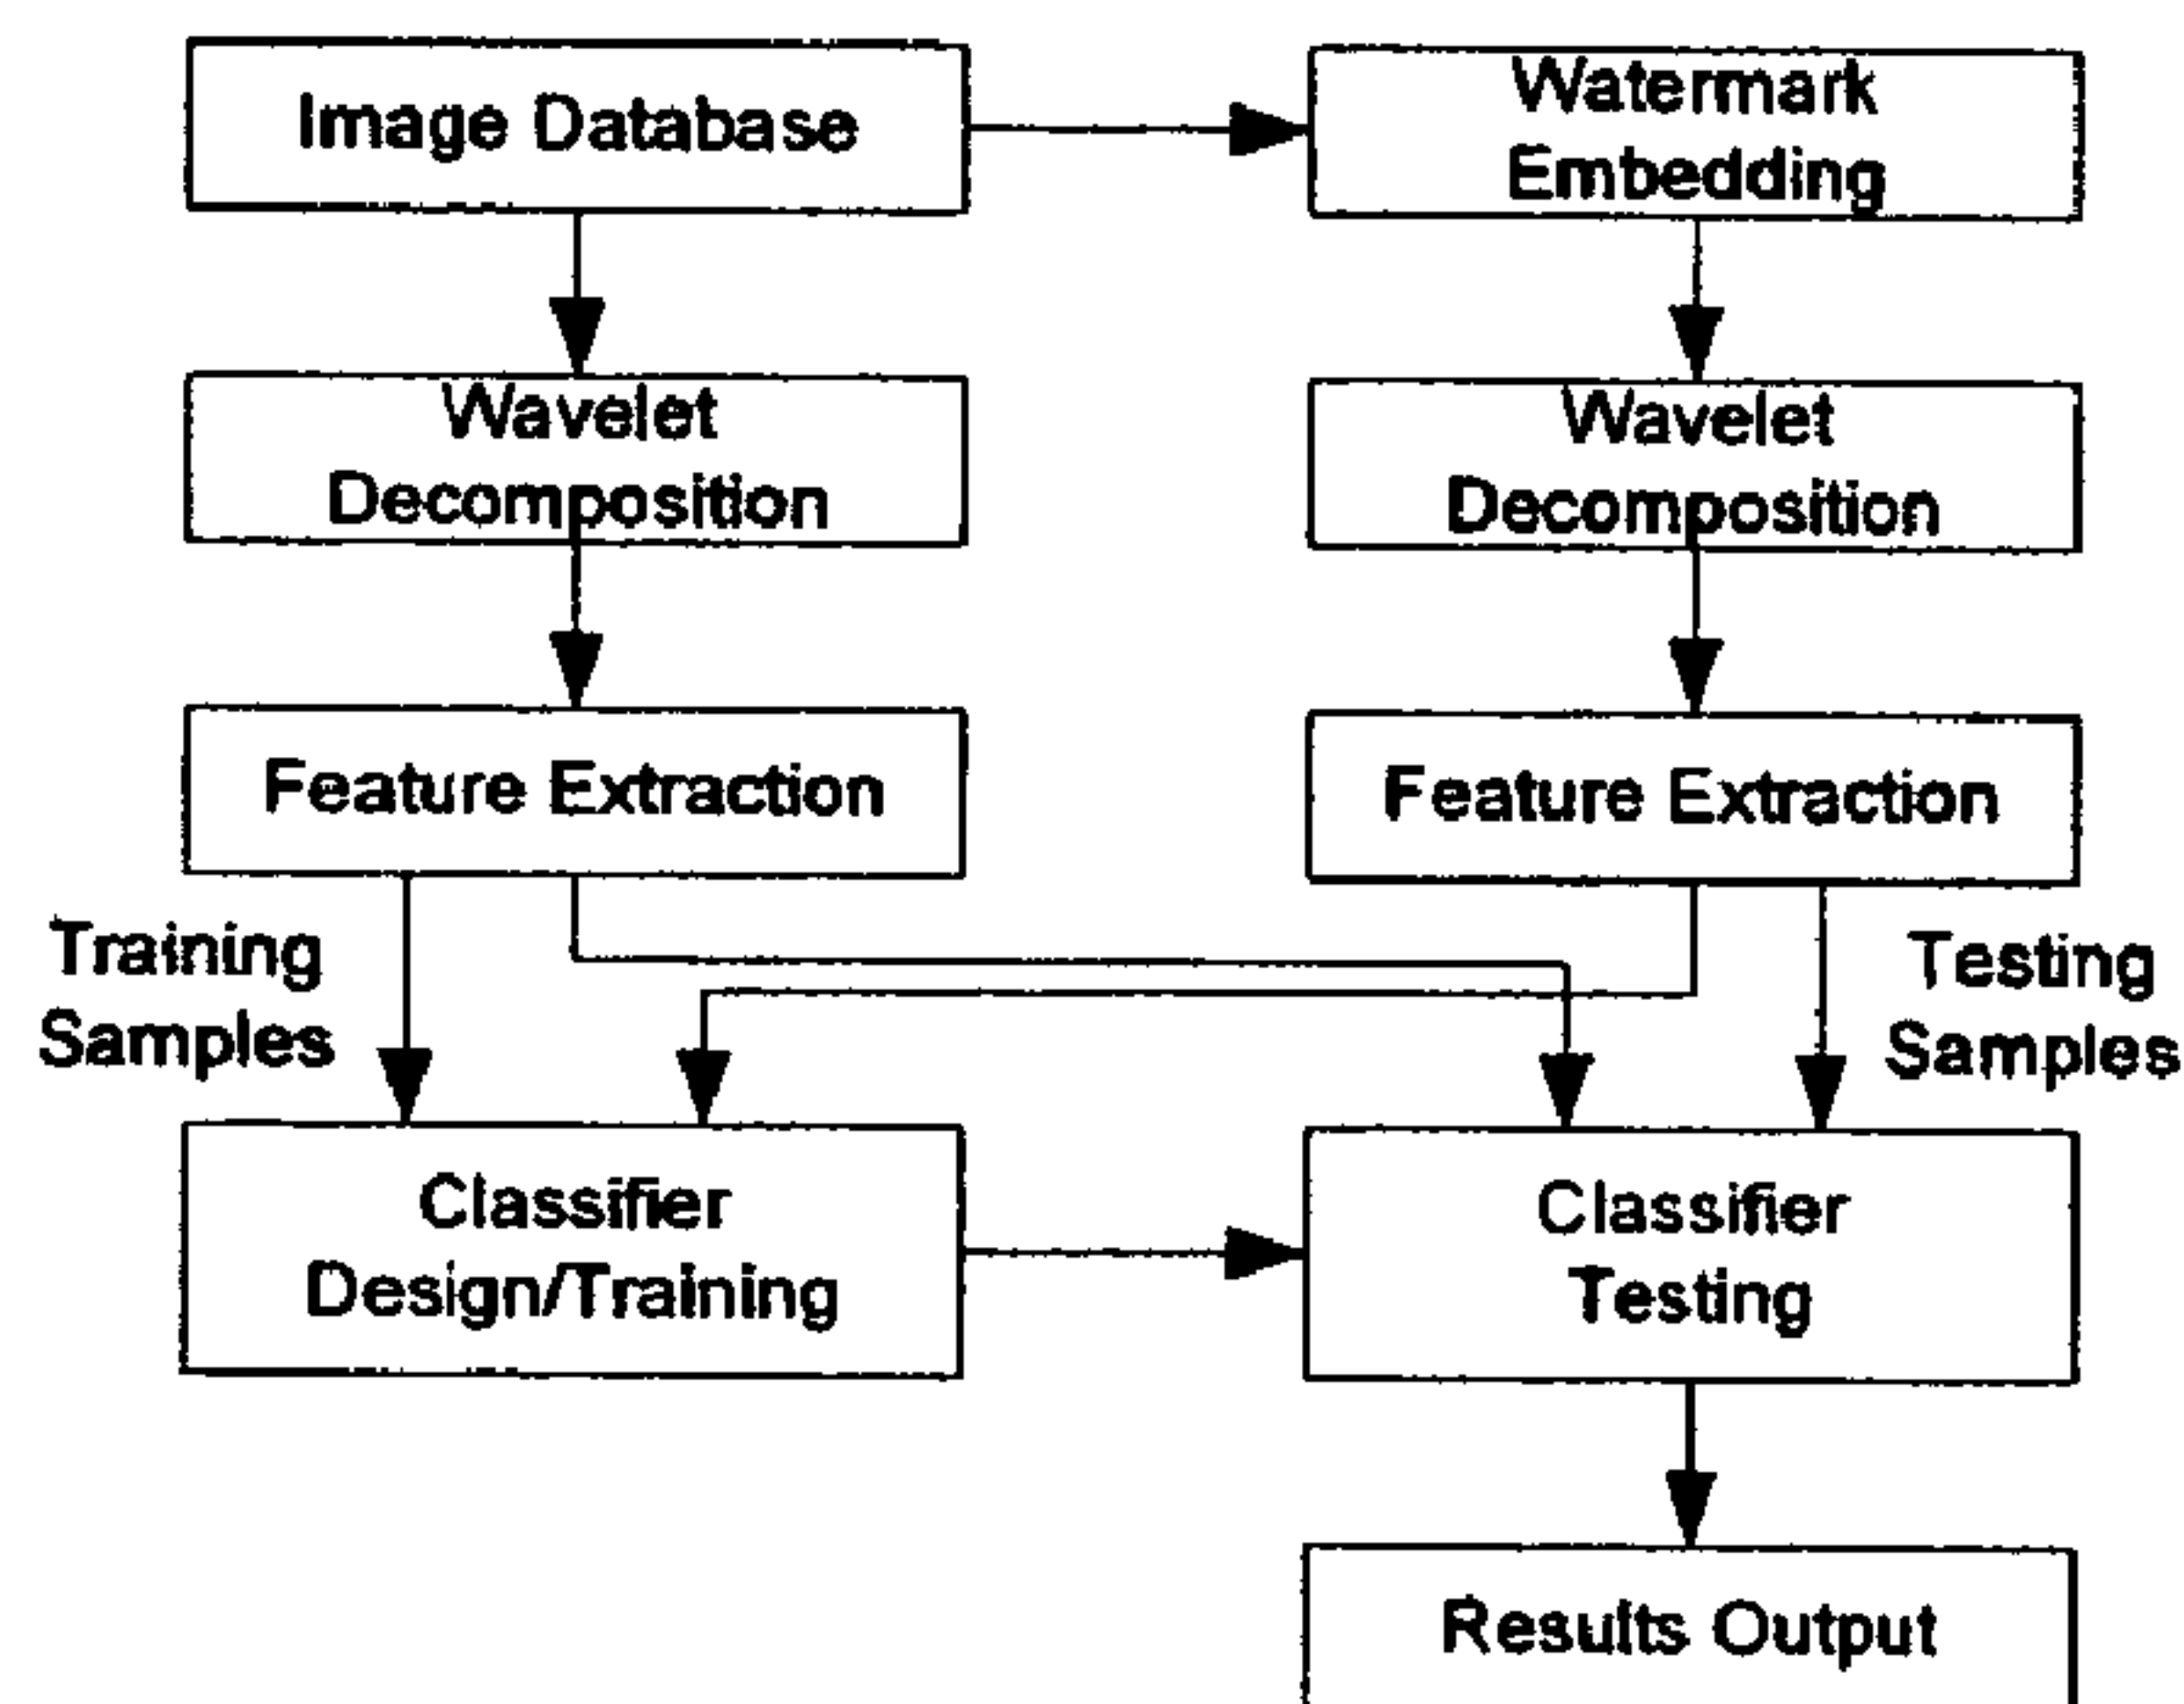 Image Database
Watermark
Embedding
Wavelet
Decomposition
Wavelet
Decomposition
Feature Extraction
Feature Extraction
Training
Samples
Testing
Samples
Classifier
Design/Training
Classifier
Testing
Results Output